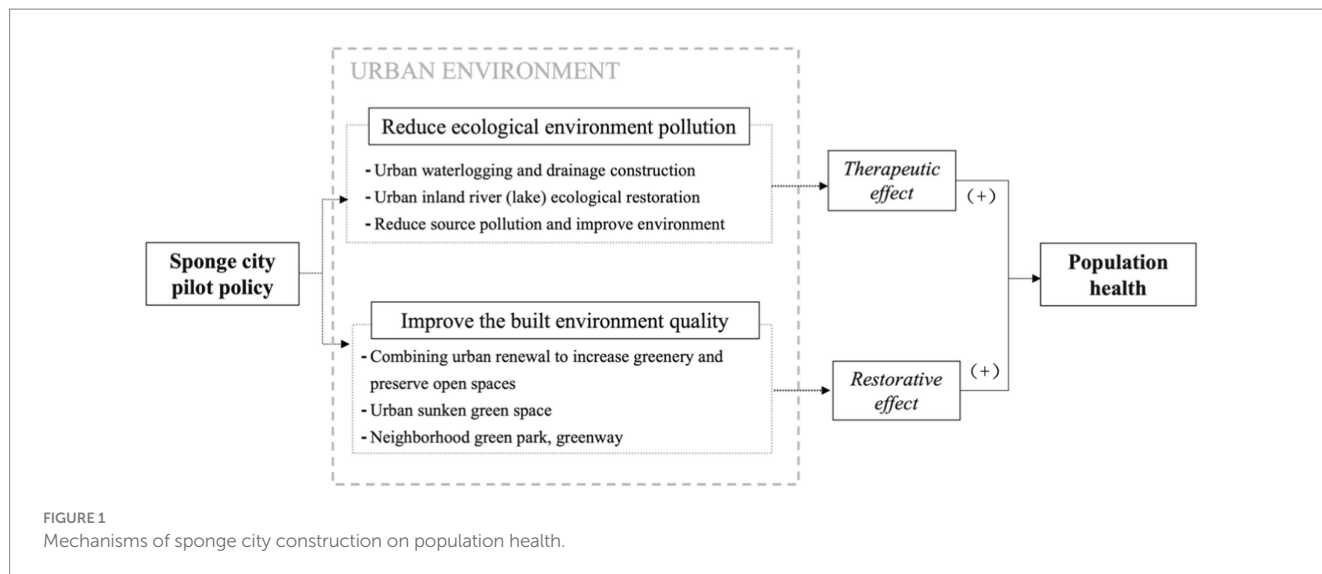 URBAN ENVIRONMENT
Reduce ecological environment pollution
- Urban waterlogging and drainage construction
- Urban inland river (lake) ecological restoration
- Reduce source pollution and improve environment
Sponge city
pilot policy
Improve the built environment quality
- Combining urban renewal to increase greenery and
preserve open spaces
- Urban sunken green space
- Neighborhood green park, greenway
Therapeutic
effect
(+)
Restorative
effect
(+)
Population
health
FIGURE 1
Mechanisms of sponge city construction on population health.